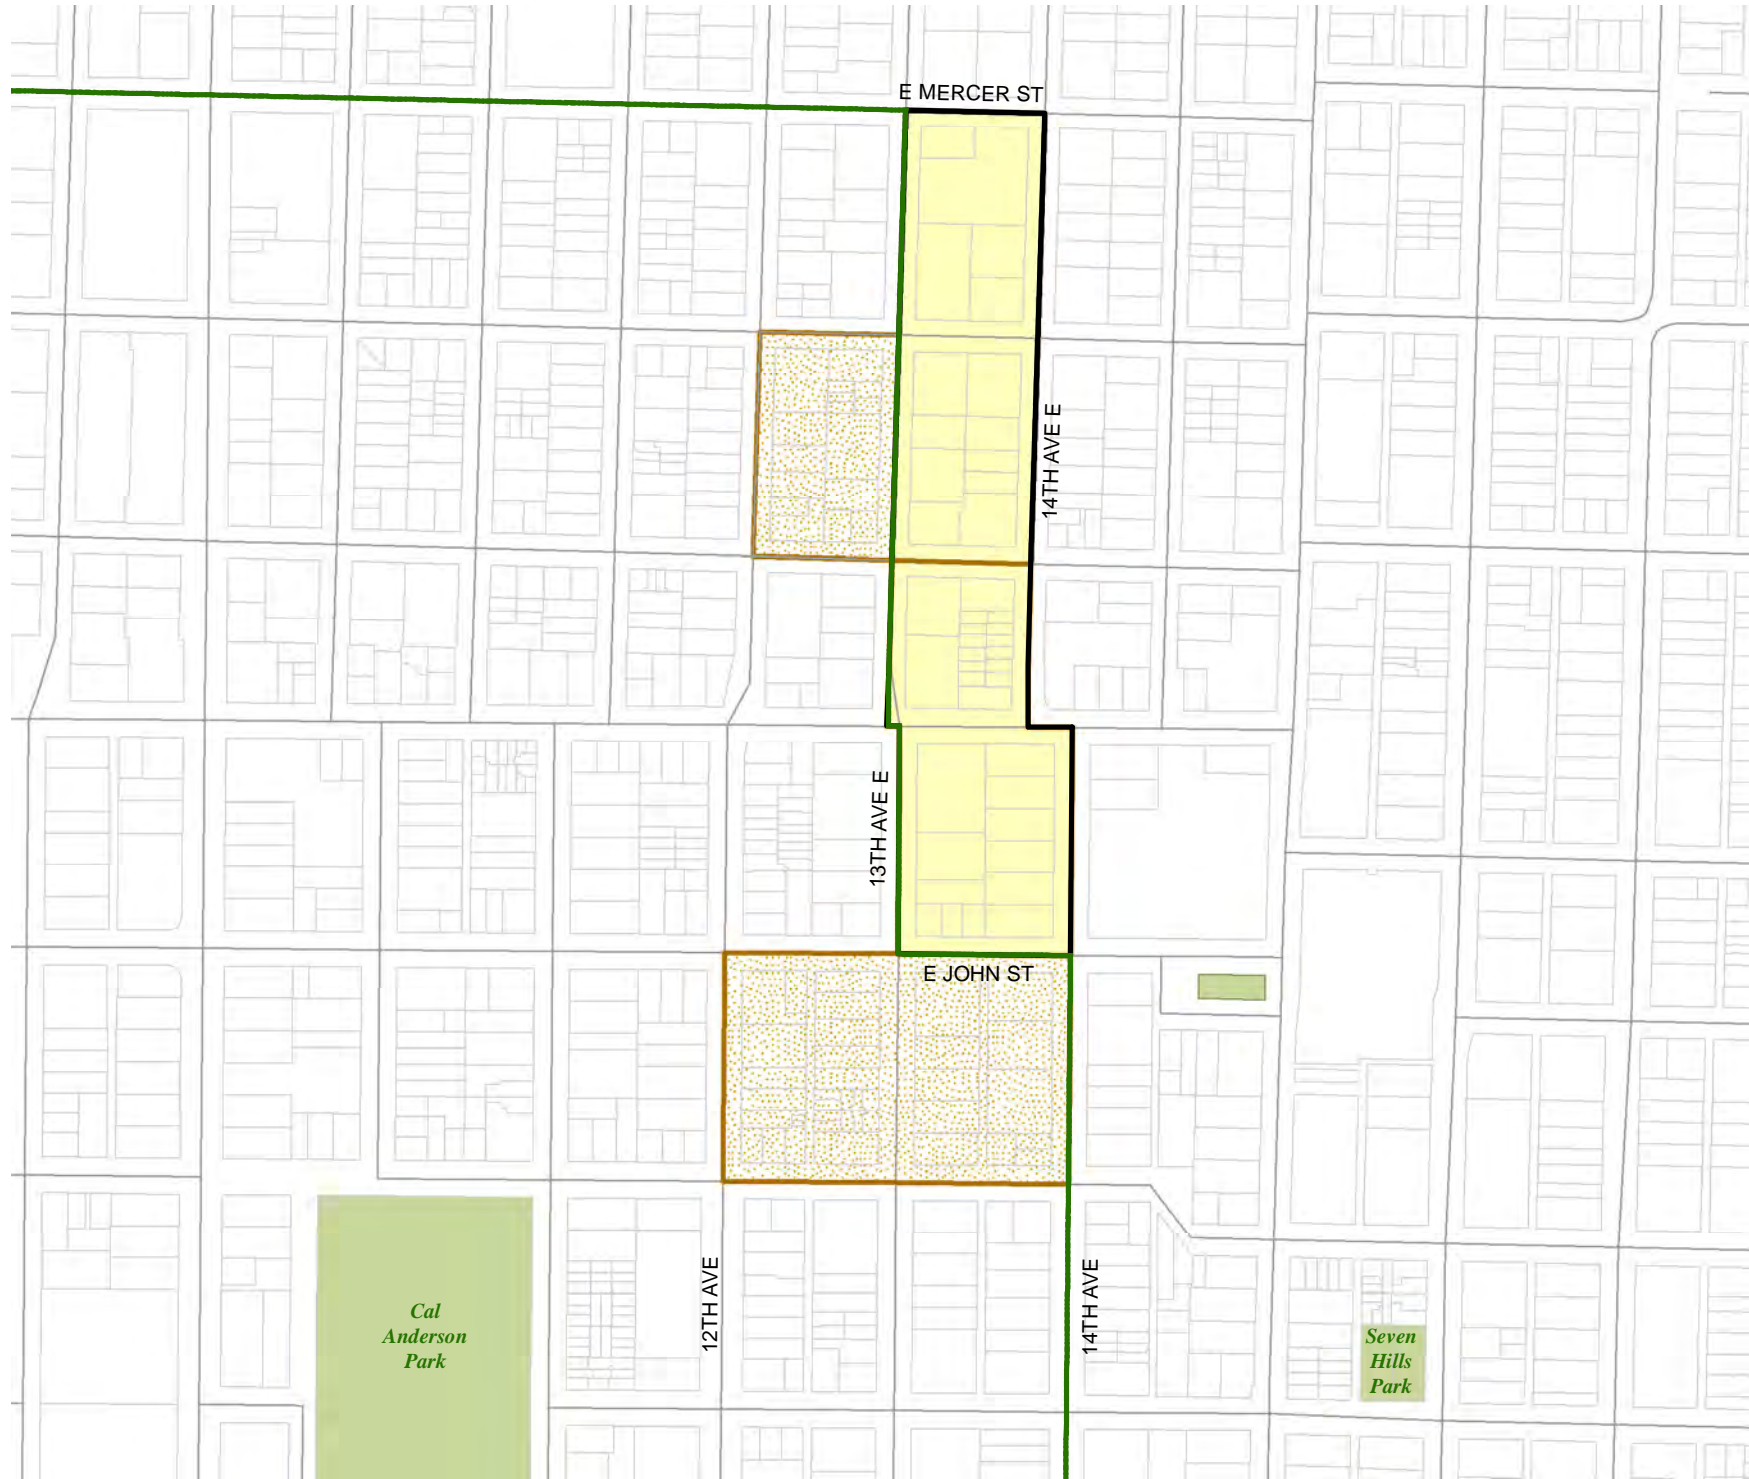 E MERCER ST
14TH AVE E
13TH AVE E
E JOHN ST
12TH AVE
14TH AVE
Cal
Anderson
Park
Seven
Hills
Park